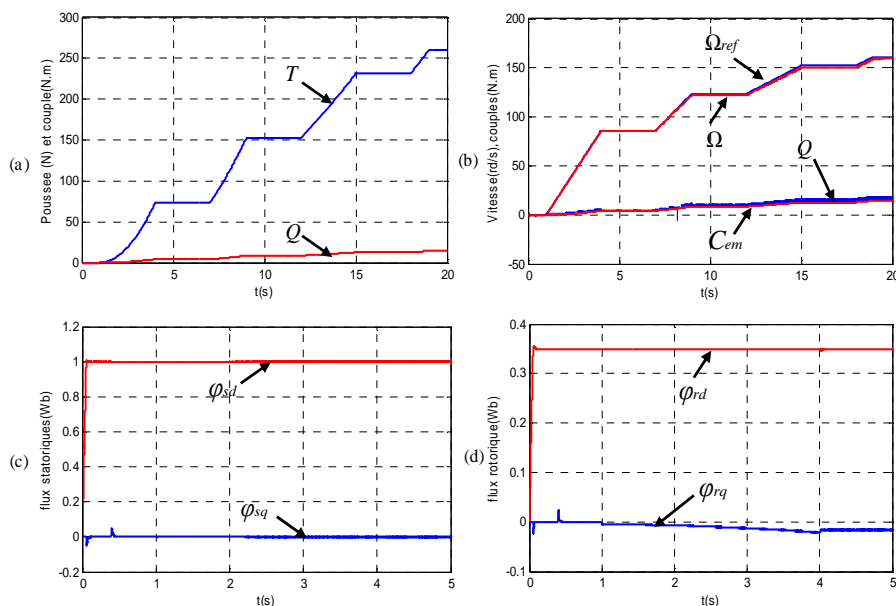 (a)
Poussee (N) et couple(N.m)
300
250
200
150
100
50
0
T
Q
0
5
10
15
20
t(s)
(b)
Vitesse(rd/s),couples(N.m)
200
150
100
50
0
-50
Ωref
Ω
Q
Cem
0
5
10
15
20
t(s)
(c)
flux statoriques(Wb)
1.2
1
0.8
0.6
0.4
0.2
0
-0.2
φsd
φsq
0
1
2
3
4
5
t(s)
(d)
flux rotorique(Wb)
0.4
0.3
0.2
0.1
0
-0.1
φrd
φrq
0
1
2
3
4
5
t(s)